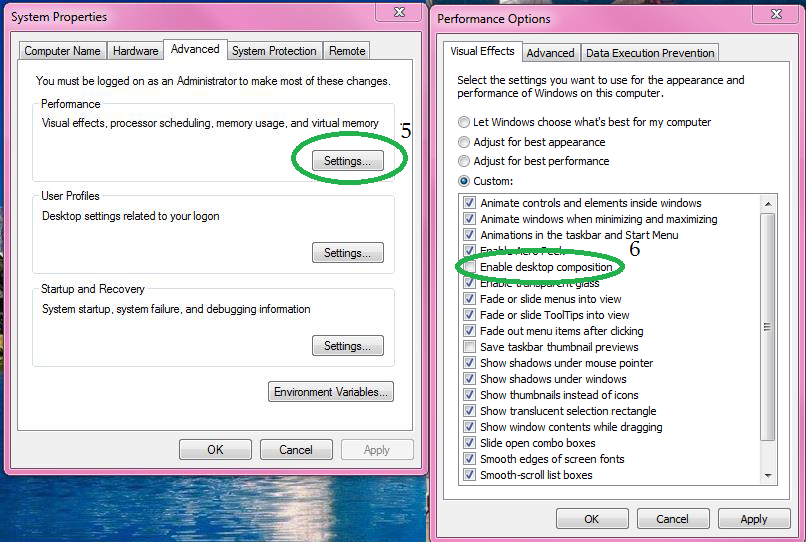 System Properties
Computer Name
Hardware
Advanced
System Protection
Remote
You must be logged on as an Administrator to make most of these changes.
Performance
Visual effects, processor scheduling, memory usage, and virtual memory
5
Settings...
User Profiles
Desktop settings related to your logon
Settings...
Startup and Recovery
System startup, system failure, and debugging information
Settings...
Environment Variables...
OK
Cancel
Apply
Performance Options
Visual Effects
Advanced
Data Execution Prevention
Select the settings you want to use for the appearance and
performance of Windows on this computer.
Let Windows choose what's best for my computer
Adjust for best appearance
Adjust for best performance
Custom:
Animate controls and elements inside windows
Animate windows when minimizing and maximizing
Animations in the taskbar and Start Menu
Enable Aero Peek
6
Enable desktop composition
Enable transparent glass
Fade or slide menus into view
Fade or slide ToolTips into view
Fade out menu items after clicking
Save taskbar thumbnail previews
Show shadows under mouse pointer
Show shadows under windows
Show thumbnails instead of icons
Show translucent selection rectangle
Show window contents while dragging
Slide open combo boxes
Smooth edges of screen fonts
Smooth-scroll list boxes
OK
Cancel
Apply